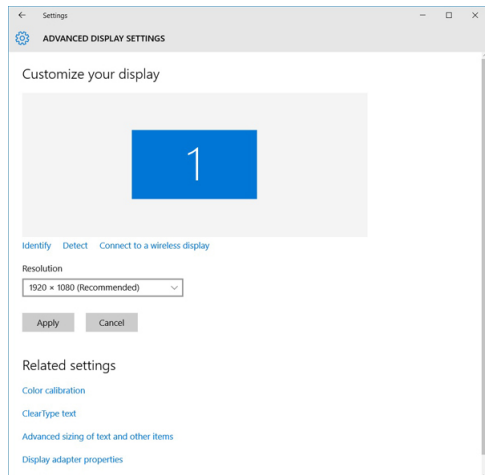 Settings
ADVANCED DISPLAY SETTINGS
Customize your display
1
Identify Detect Connect to a wireless display
Resolution
1920 × 1080 (Recommended)
Apply Cancel
Related settings
Color calibration
ClearType text
Advanced sizing of text and other items
Display adapter properties